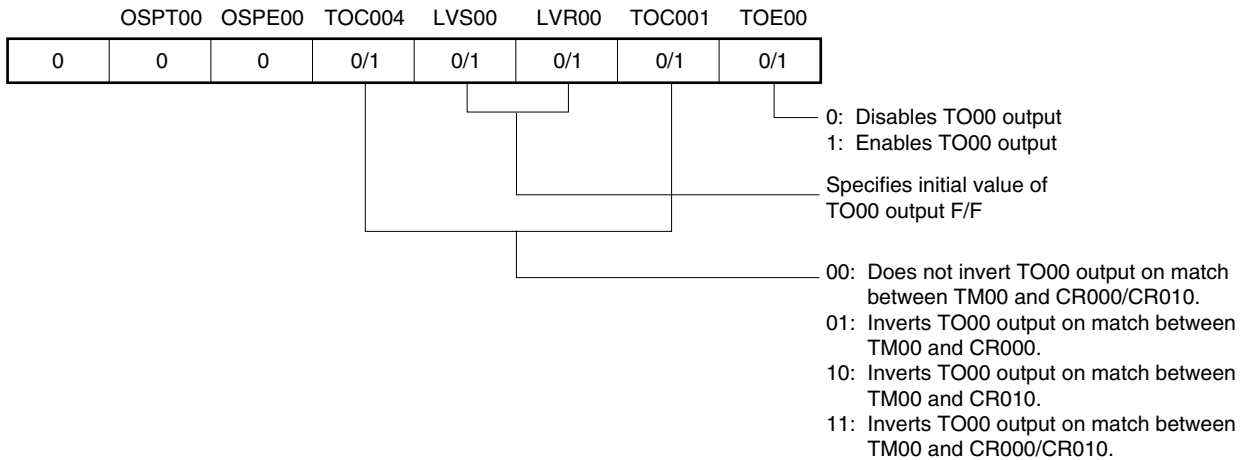 OSPT00 OSPE00 TOC004 LVS00 LVR00 TOC001 TOE00
0 0 0 0/1 0/1 0/1 0/1 0/1
0: Disables TO00 output
1: Enables TO00 output
Specifies initial value of
TO00 output F/F
00: Does not invert TO00 output on match
between TM00 and CR000/CR010.
01: Inverts TO00 output on match between
TM00 and CR000.
10: Inverts TO00 output on match between
TM00 and CR010.
11: Inverts TO00 output on match between
TM00 and CR000/CR010.